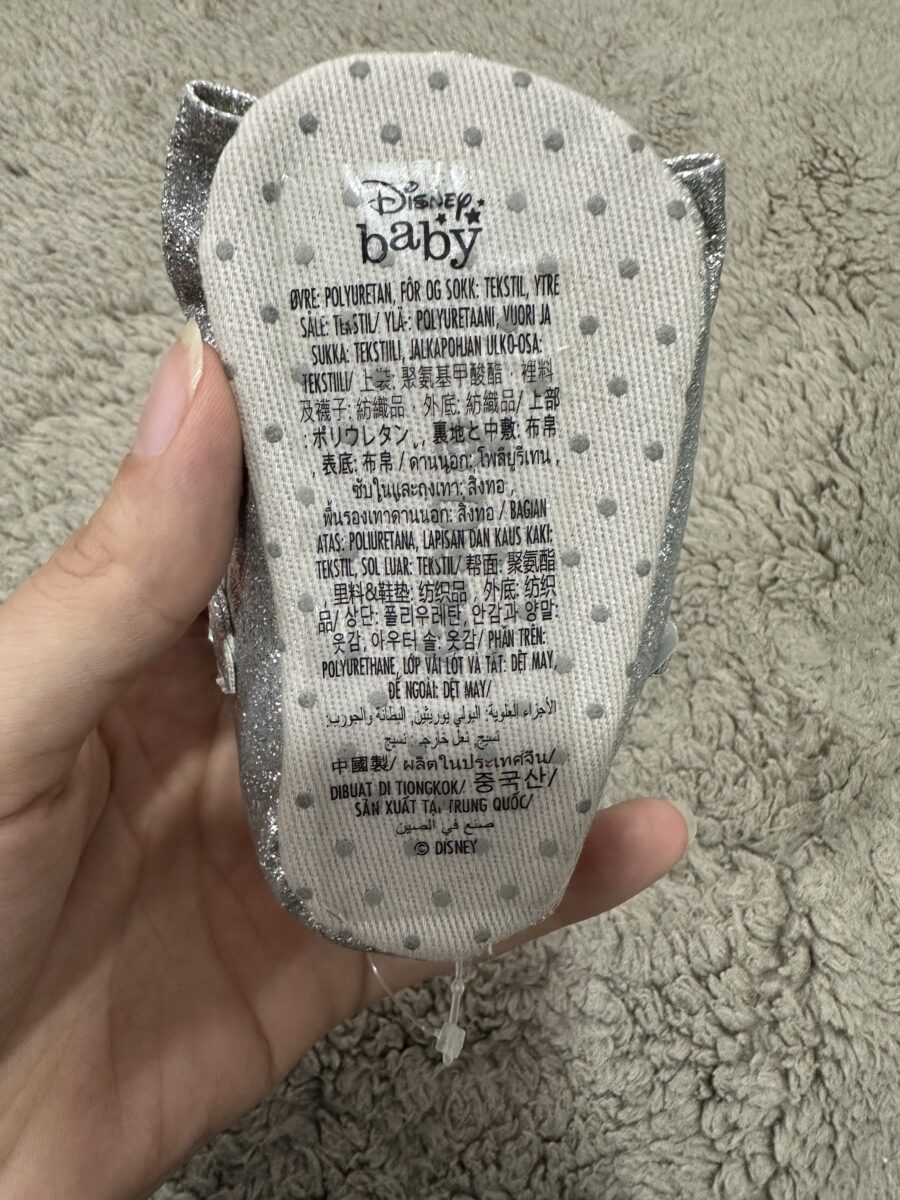 Disney
baby
ØVRE: POLYURETAN, FÔR OG SOKK: TEKSTIL, YTRE
SÅLE: TEKSTIL/ YLÄ-: POLYURETAANI, VUORI JA
SUKKA: TEKSTIILI, JALKAPOHJAN ULKO-OSA:
TEKSTIILI/ 上装: 聚氨基甲酸酯，裡料
及襪子: 紡織品，外底: 紡織品/ 上部
: ポリウレタン , 裏地と中敷: 布帛
, 表底: 布帛 / ด้านนอก: โพลียูรีเทน ,
ซับในและถุงเท้า: สิ่งทอ ,
พื้นรองเท้าด้านนอก: สิ่งทอ / BAGIAN
ATAS: POLIURETANA, LAPISAN DAN KAUS KAKI:
TEKSTIL, SOL LUAR: TEKSTIL/ 帮面: 聚氨酯
, 里料&鞋垫: 纺织品 , 外底: 纺织
品/ 상단: 폴리우레탄, 안감과 양말:
옷감, 아우터 솔: 옷감/ PHẦN TRÊN:
POLYURETHANE, LỚP VẢI LÓT VÀ TẤT: DỆT MAY,
ĐẾ NGOÀI: DỆT MAY/
الأجزاء العلوية: البولي يوريثين, البطانة والجورب:
نسيج, نعل خارجي: نسيج
中國製/ ผลิตในประเทศจีน/
DIBUAT DI TIONGKOK/ 중국산/
SẢN XUẤT TẠI TRUNG QUỐC/
صنع في الصين
© DISNEY